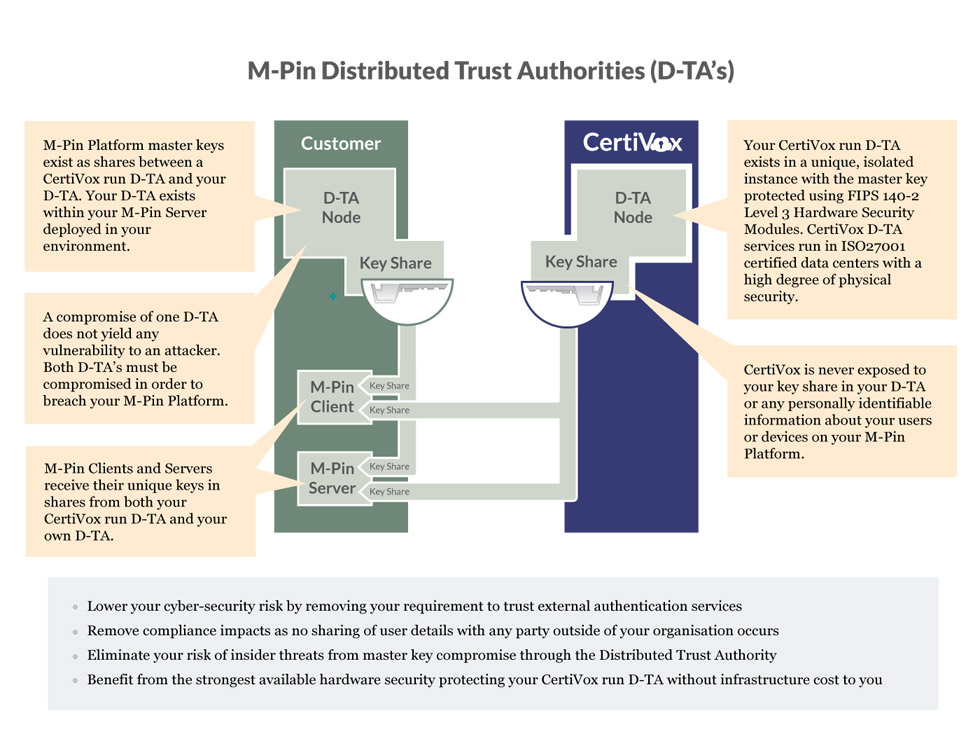 M-Pin Distributed Trust Authorities (D-TA's)
M-Pin Platform master keys
exist as shares between a
CertiVox run D-TA and your
D-TA. Your D-TA exists
within your M-Pin Server
deployed in your
environment.
A compromise of one D-TA
does not yield any
vulnerability to an attacker.
Both D-TA's must be
compromised in order to
breach your M-Pin Platform.
M-Pin Clients and Servers
receive their unique keys in
shares from both your
CertiVox run D-TA and your
own D-TA.
Customer
D-TA
Node
Key Share
M-Pin
Client
Key Share
Key Share
M-Pin
Server
Key Share
Key Share
CertiVox
D-TA
Node
Key Share
Your CertiVox run D-TA
exists in a unique, isolated
instance with the master key
protected using FIPS 140-2
Level 3 Hardware Security
Modules. CertiVox D-TA
services run in ISO27001
certified data centers with a
high degree of physical
security.
CertiVox is never exposed to
your key share in your D-TA
or any personally identifiable
information about your users
or devices on your M-Pin
Platform.
Lower your cyber-security risk by removing your requirement to trust external authentication services
Remove compliance impacts as no sharing of user details with any party outside of your organisation occurs
Eliminate your risk of insider threats from master key compromise through the Distributed Trust Authority
Benefit from the strongest available hardware security protecting your CertiVox run D-TA without infrastructure cost to you